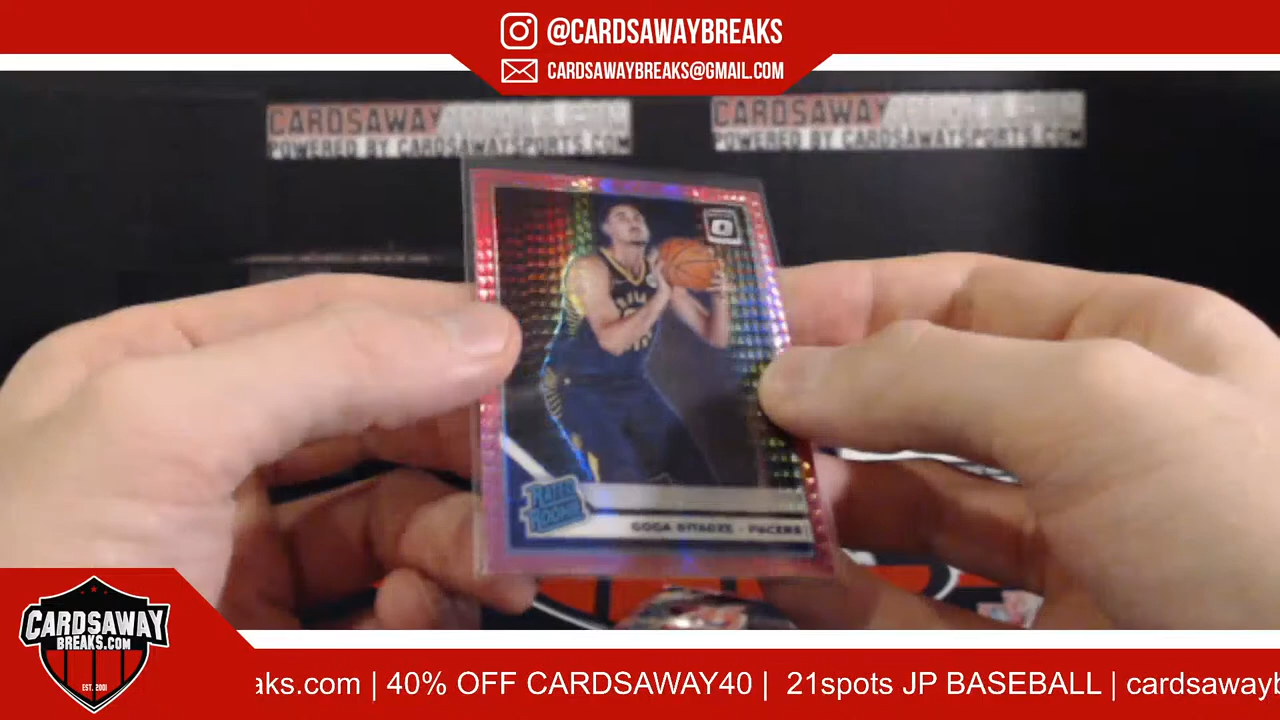 @CARDSAWAYBREAKS
CARDSAWAYBREAKS@GMAIL.COM
CARDSAWAY
POWERED BY CARDSAWAYSPORTS.COM
CARDSAWAY
POWERED BY CARDSAWAYSPORTS.COM
RATED
ROOKIE
GOGA BITADZE - PACERS
CARDSAWAY
BREAKS.COM
EST. 2001
aks.com | 40% OFF CARDSAWAY40 | 21spots JP BASEBALL | cardsaway